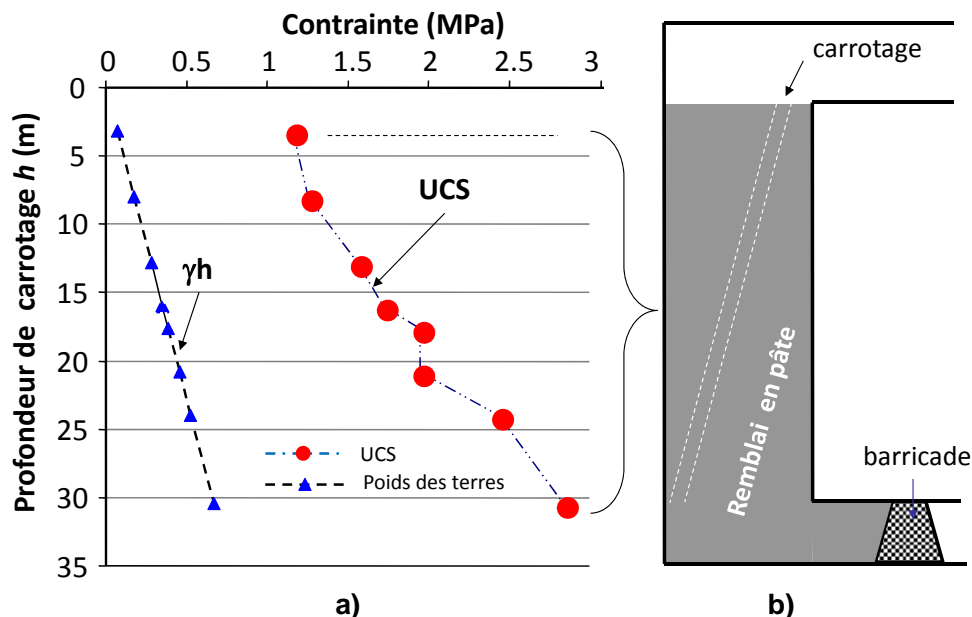 Contrainte (MPa)
0 0.5 1 1.5 2 2.5 3
Profondeur de carrotage h (m)
0
5
10
15
20
25
30
35
UCS
γh
UCS
Poids des terres
a)
carrotage
Remblai en pâte
barricade
b)